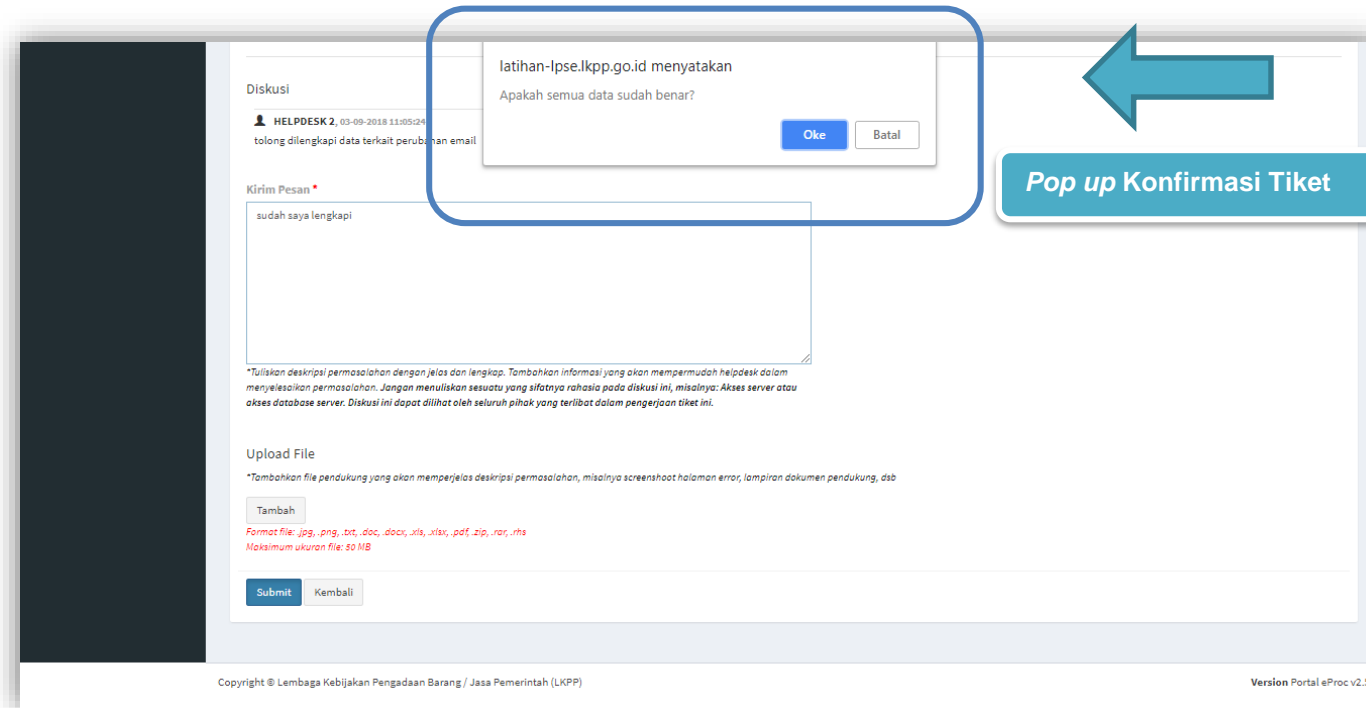 latihan-lpse.lkpp.go.id menyatakan
Apakah semua data sudah benar?
Oke Batal
Pop up Konfirmasi Tiket
Diskusi
HELPDESK 2, 03-09-2018 11:05:24
tolong dilengkapi data terkait perubahan email
Kirim Pesan *
sudah saya lengkapi
*Tuliskan deskripsi permasalahan dengan jelas dan lengkap. Tambahkan informasi yang akan mempermudah helpdesk dalam
menyelesaikan permasalahan. Jangan menuliskan sesuatu yang sifatnya rahasia pada diskusi ini, misalnya: Akses server atau
akses database server. Diskusi ini dapat dilihat oleh seluruh pihak yang terlibat dalam pengerjaan tiket ini.
Upload File
*Tambahkan file pendukung yang akan memperjelas deskripsi permasalahan, misalnya screenshoot halaman error, lampiran dokumen pendukung, dsb
Tambah
Format file: .jpg, .png, .txt, .doc, .docx, .xls, .xlsx, .pdf, .zip, .rar, .rhs
Maksimum ukuran file: 50 MB
Submit Kembali
Copyright © Lembaga Kebijakan Pengadaan Barang / Jasa Pemerintah (LKPP)
Version Portal eProc